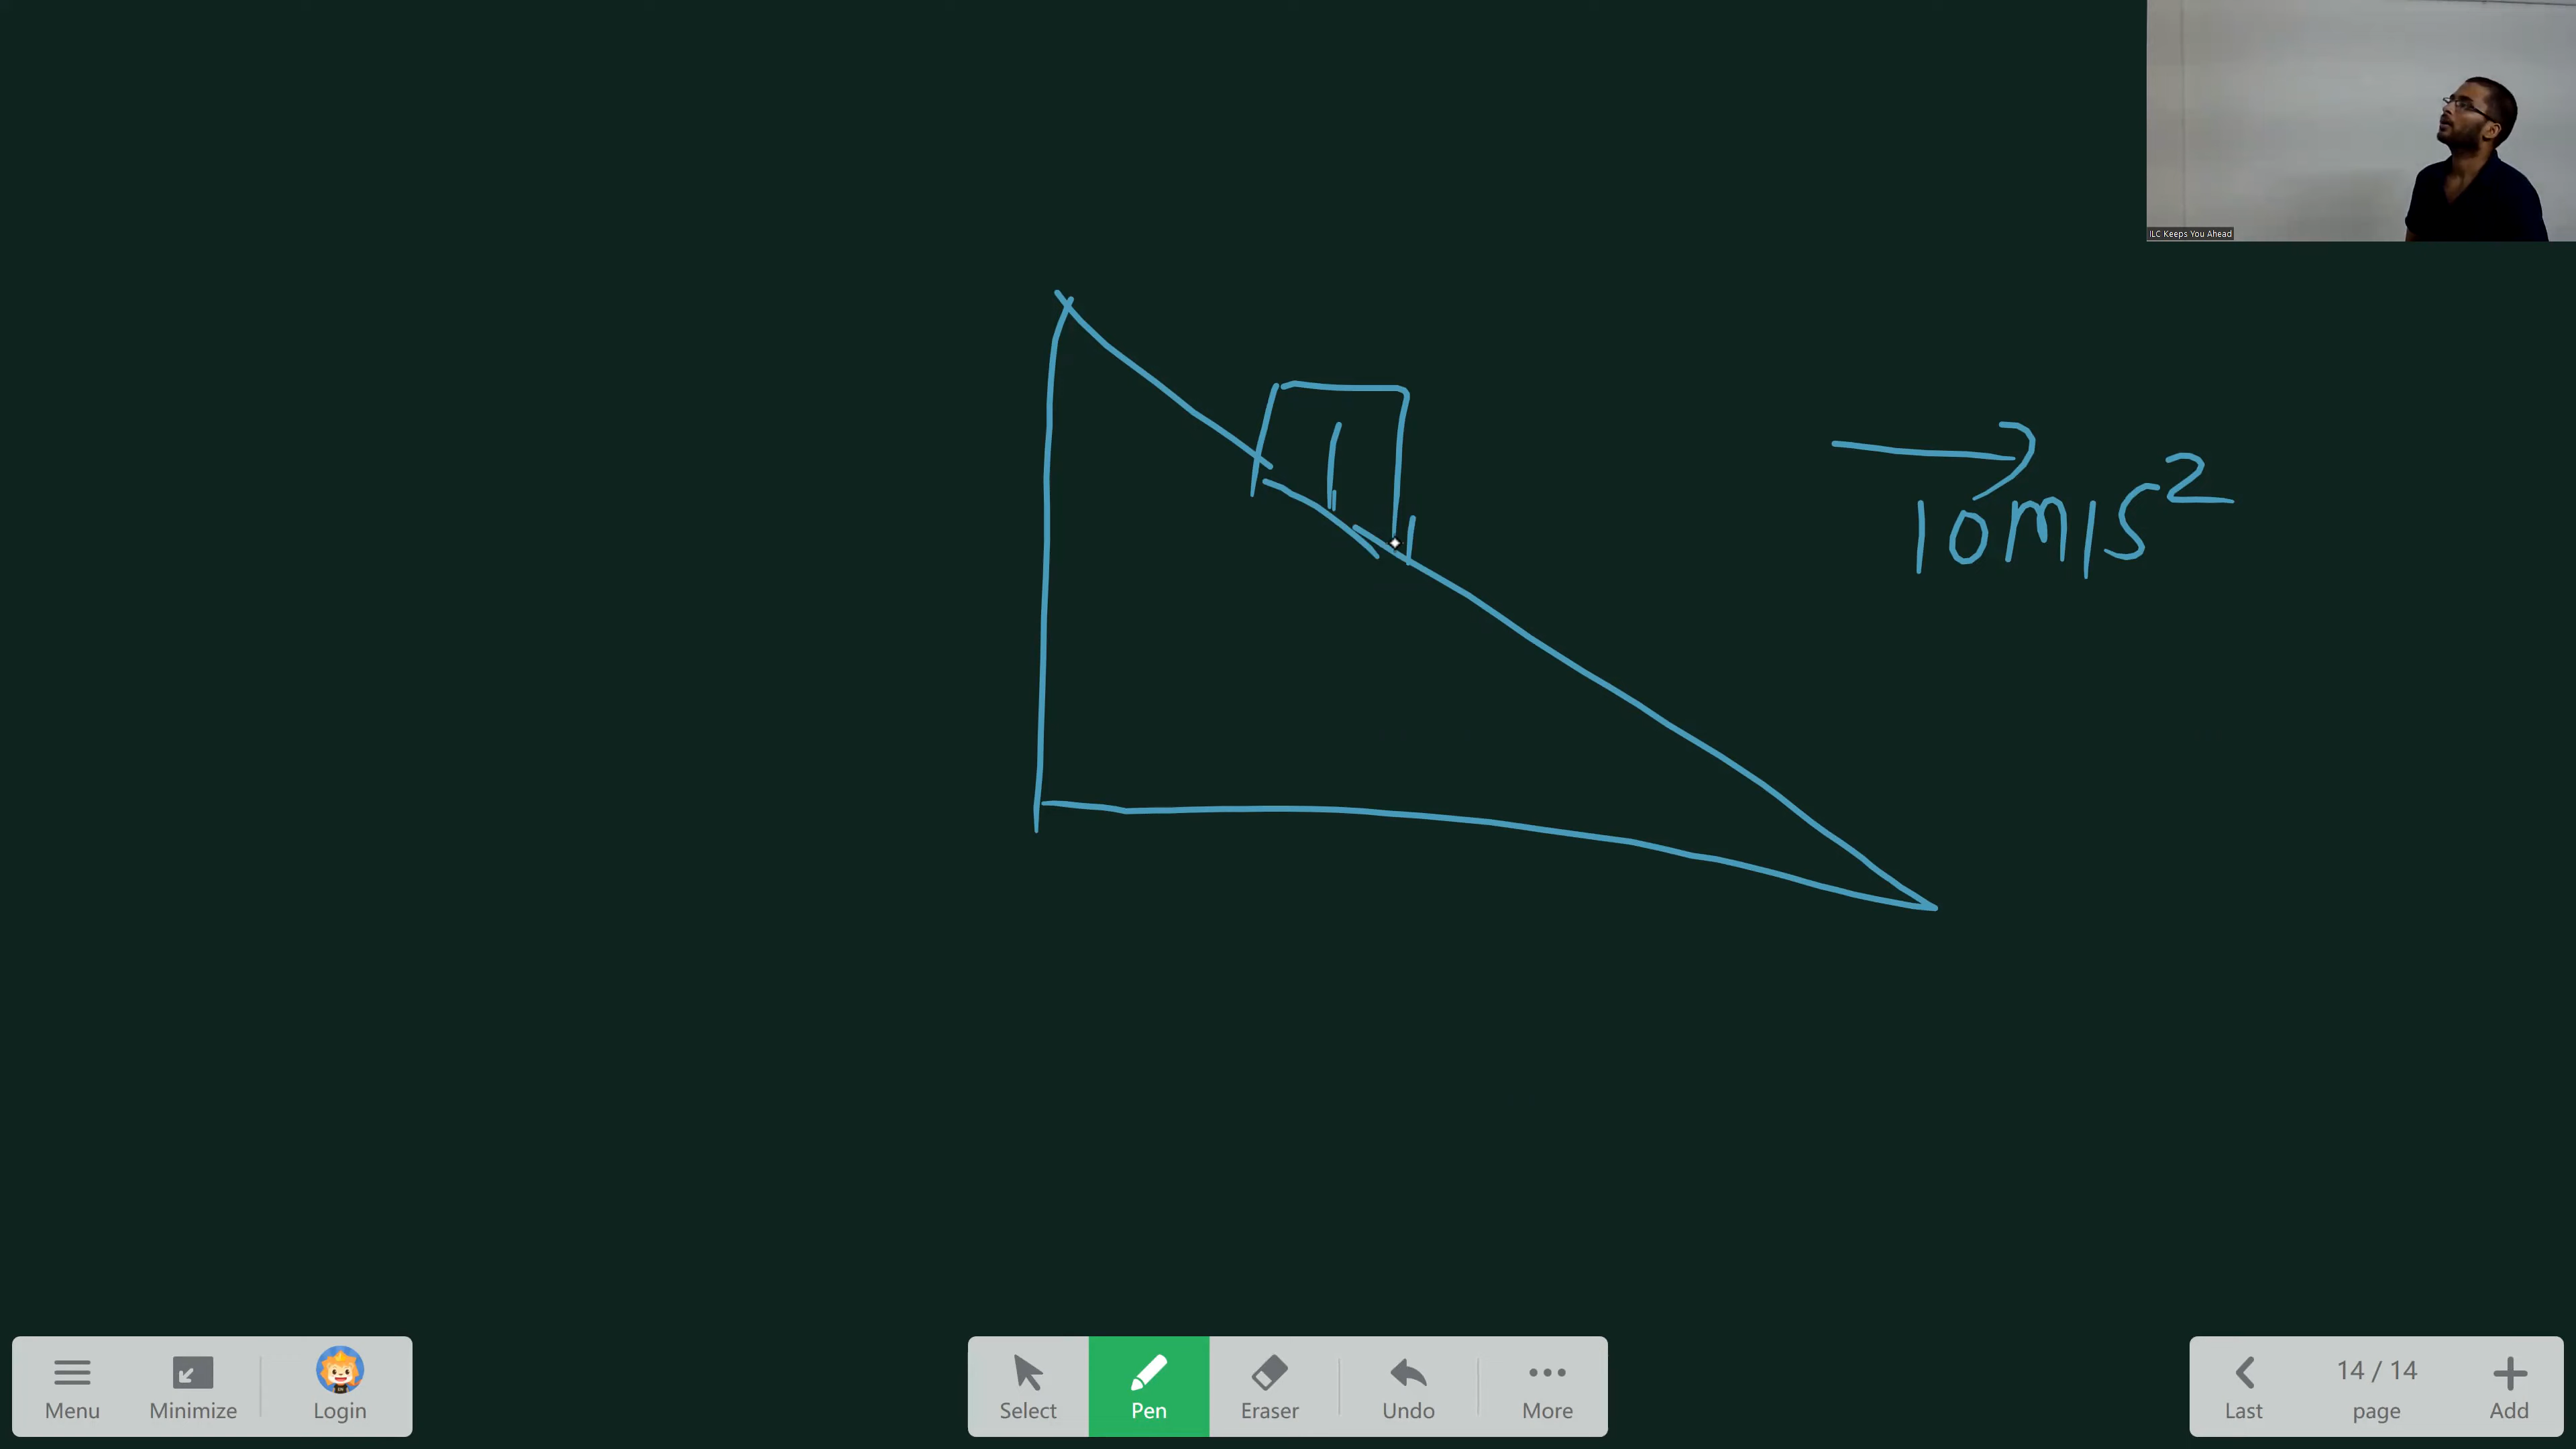 ILC Keeps You Ahead
1
10m/s²
Menu
Minimize
Login
Select
Pen
Eraser
Undo
More
Last
14 / 14
page
Add